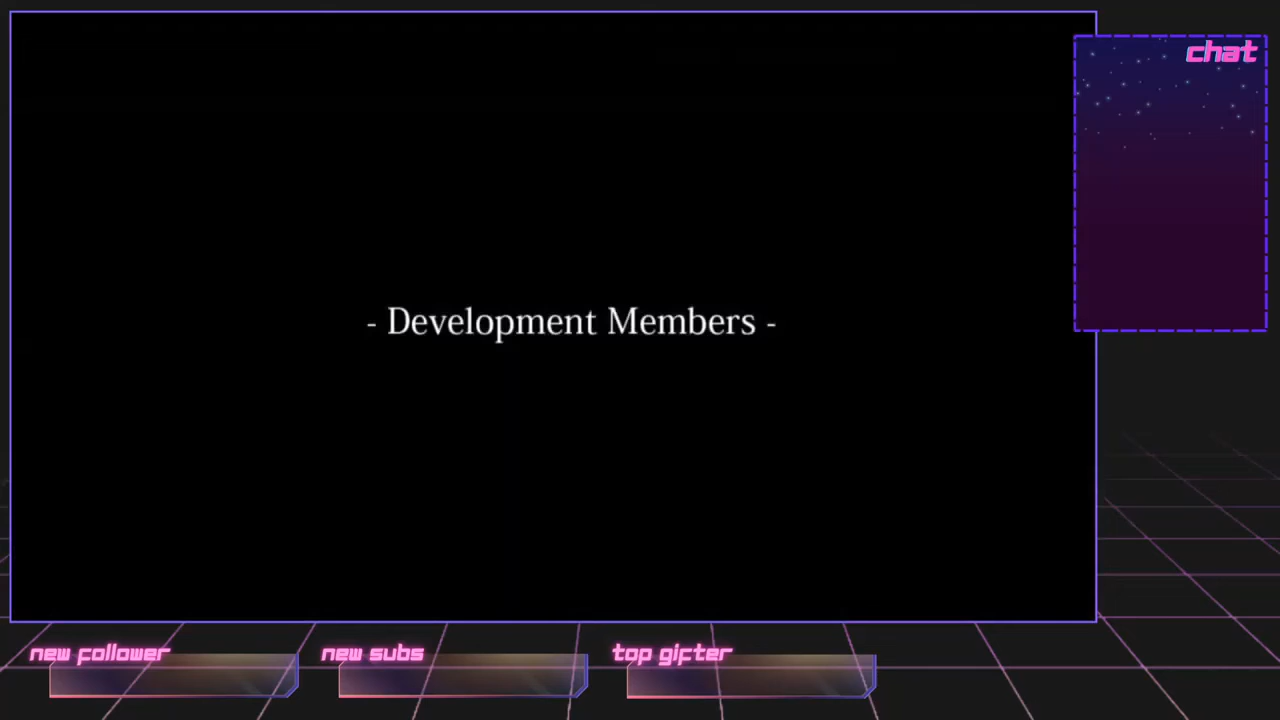 chat
- Development Members -
new follower
new subs
top gifter